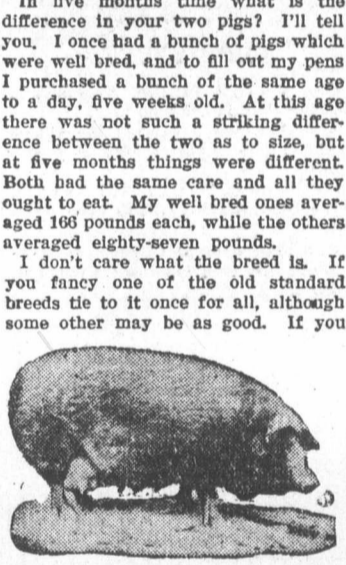 In five months time what is the
difference in your two pigs? I'll tell
you. I once had a bunch of pigs which
were well bred, and to fill out my pens
I purchased a bunch of the same age
to a day, five weeks old. At this age
there was not such a striking differ-
ence between the two as to size, but
at five months things were different.
Both had the same care and all they
ought to eat. My well bred ones aver-
aged 166 pounds each, while the others
averaged eighty-seven pounds.
I don't care what the breed is. If
you fancy one of the old standard
breeds tie to it once for all, although
some other may be as good. If you